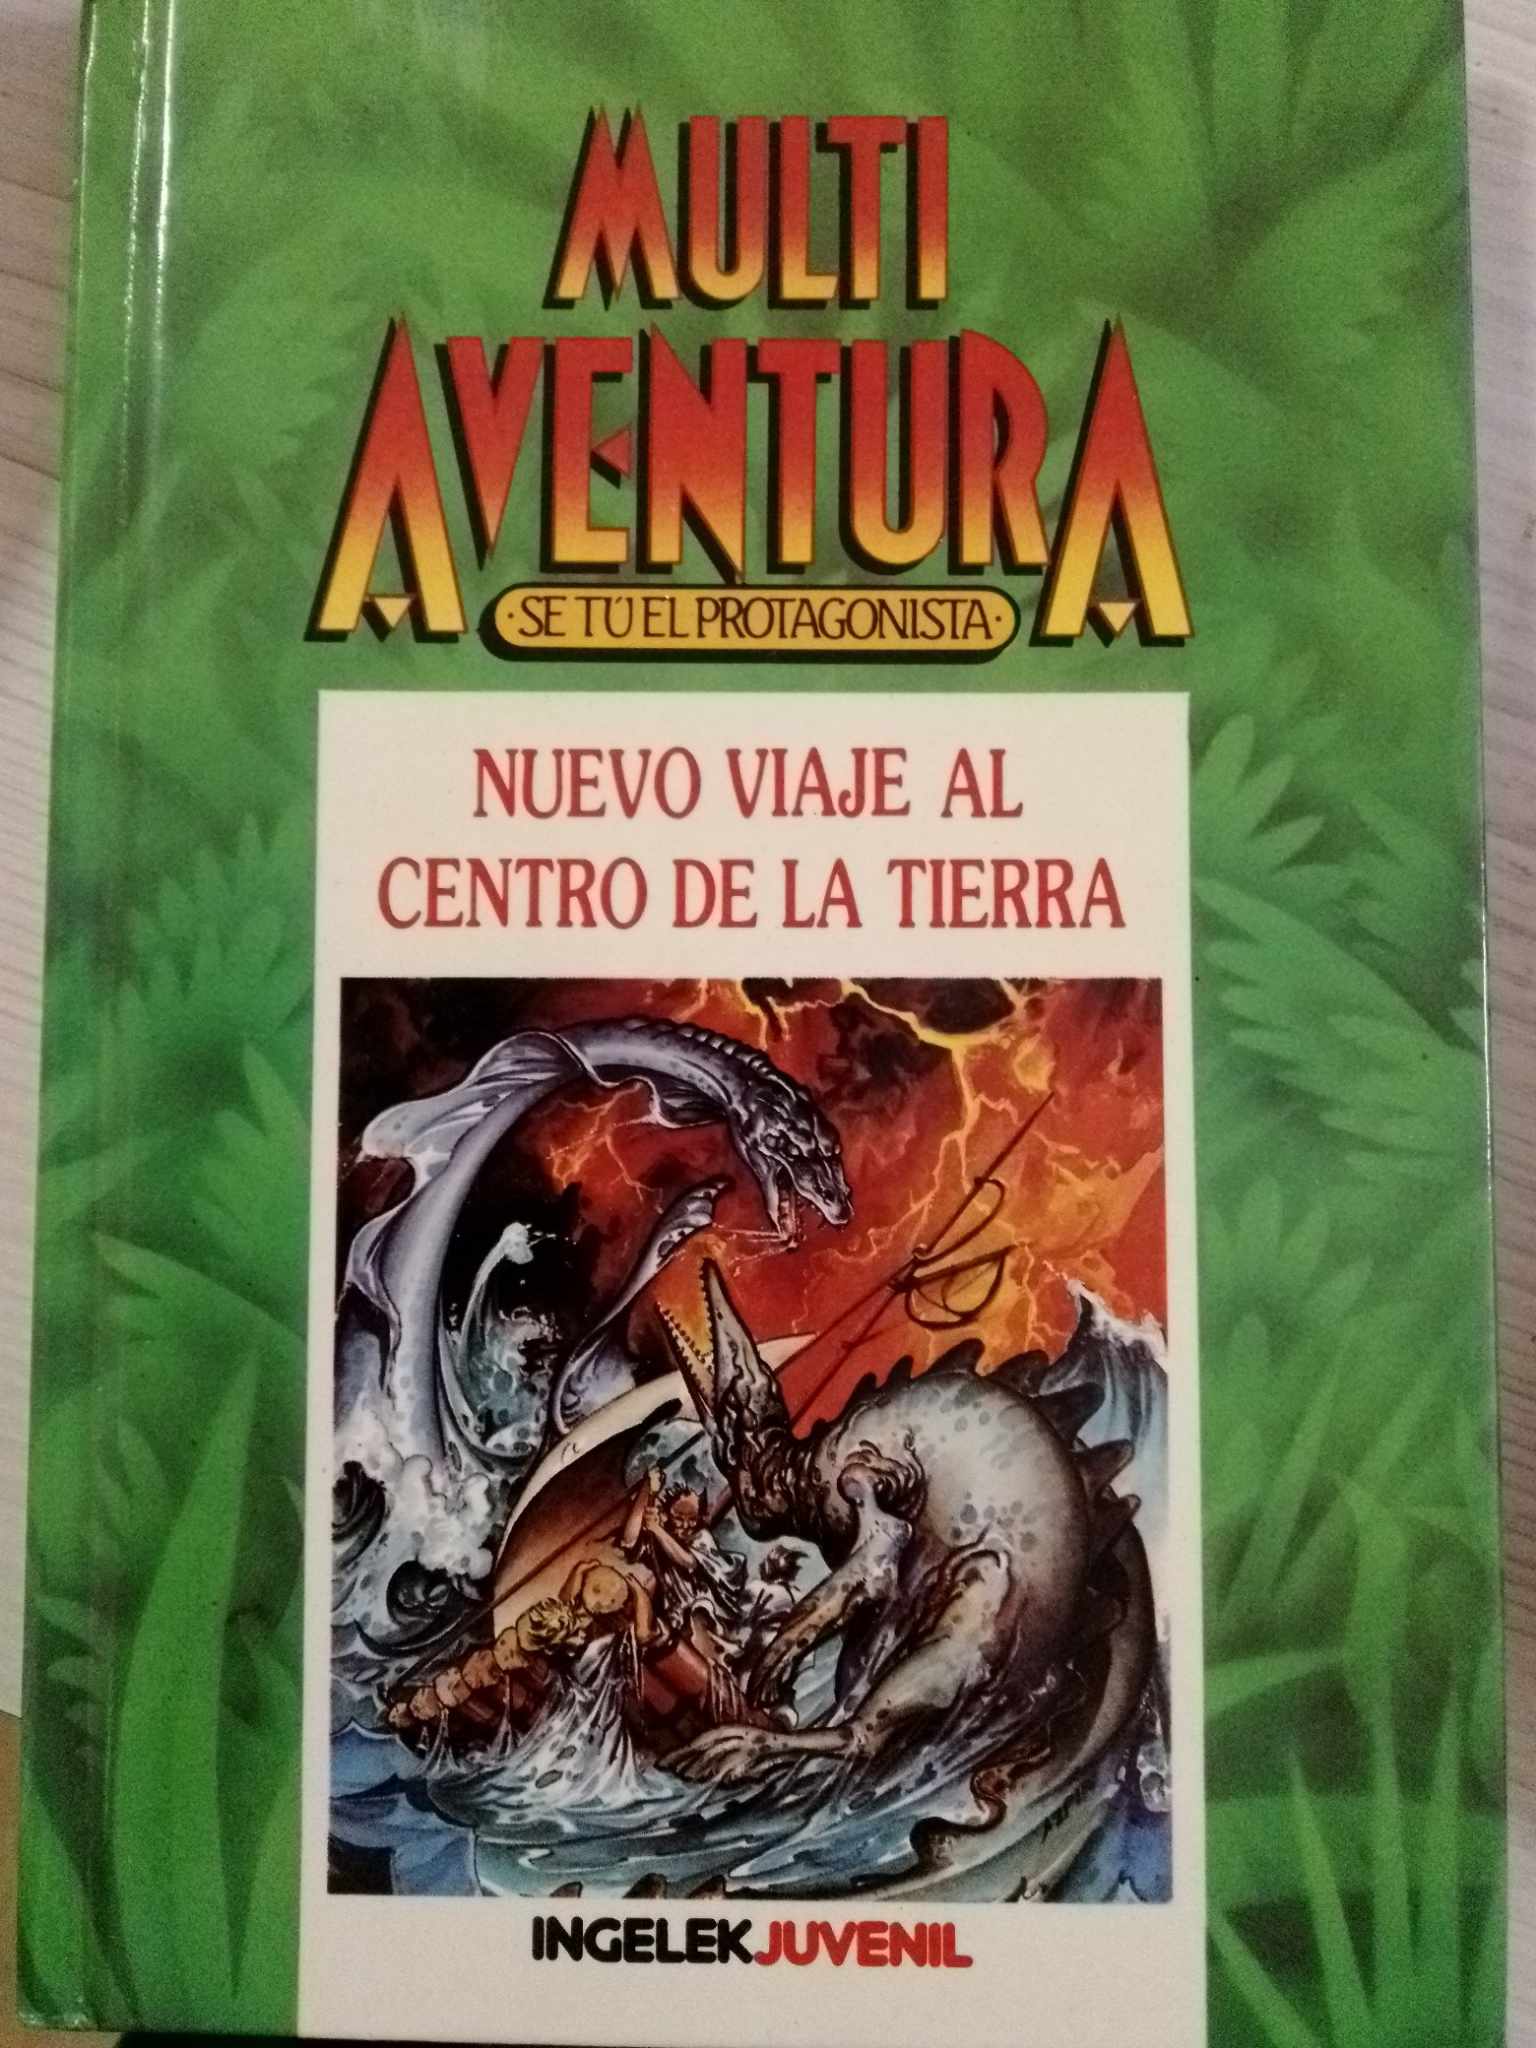 MULTI
AVENTURA
·SE TÚ EL PROTAGONISTA·
NUEVO VIAJE AL
CENTRO DE LA TIERRA
INGELEKJUVENIL